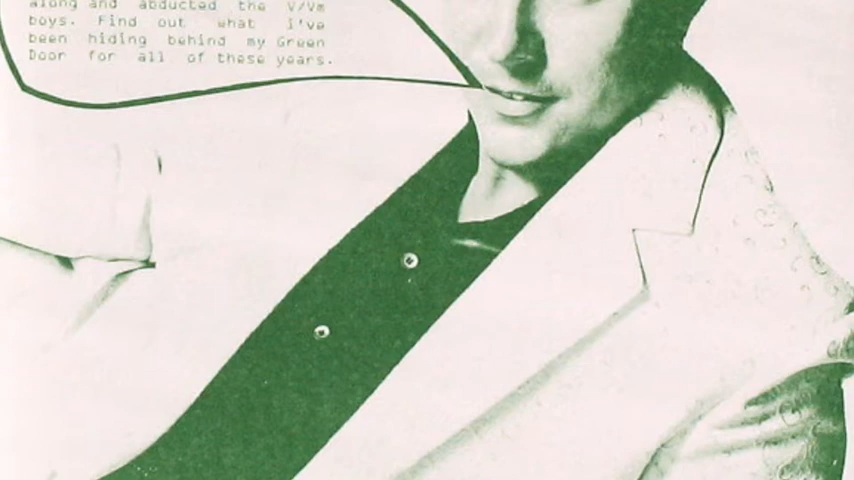 along and abducted the V/Vm
boys. Find out what i've
been hiding behind my Green
Door for all of these years.